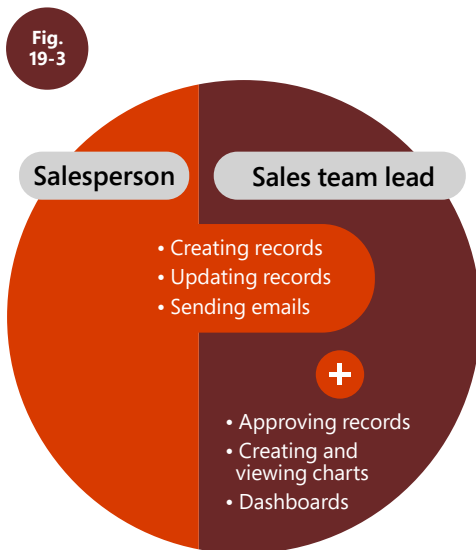 Fig.
19-3
Salesperson
Sales team lead
• Creating records
• Updating records
• Sending emails
+
• Approving records
• Creating and
viewing charts
• Dashboards